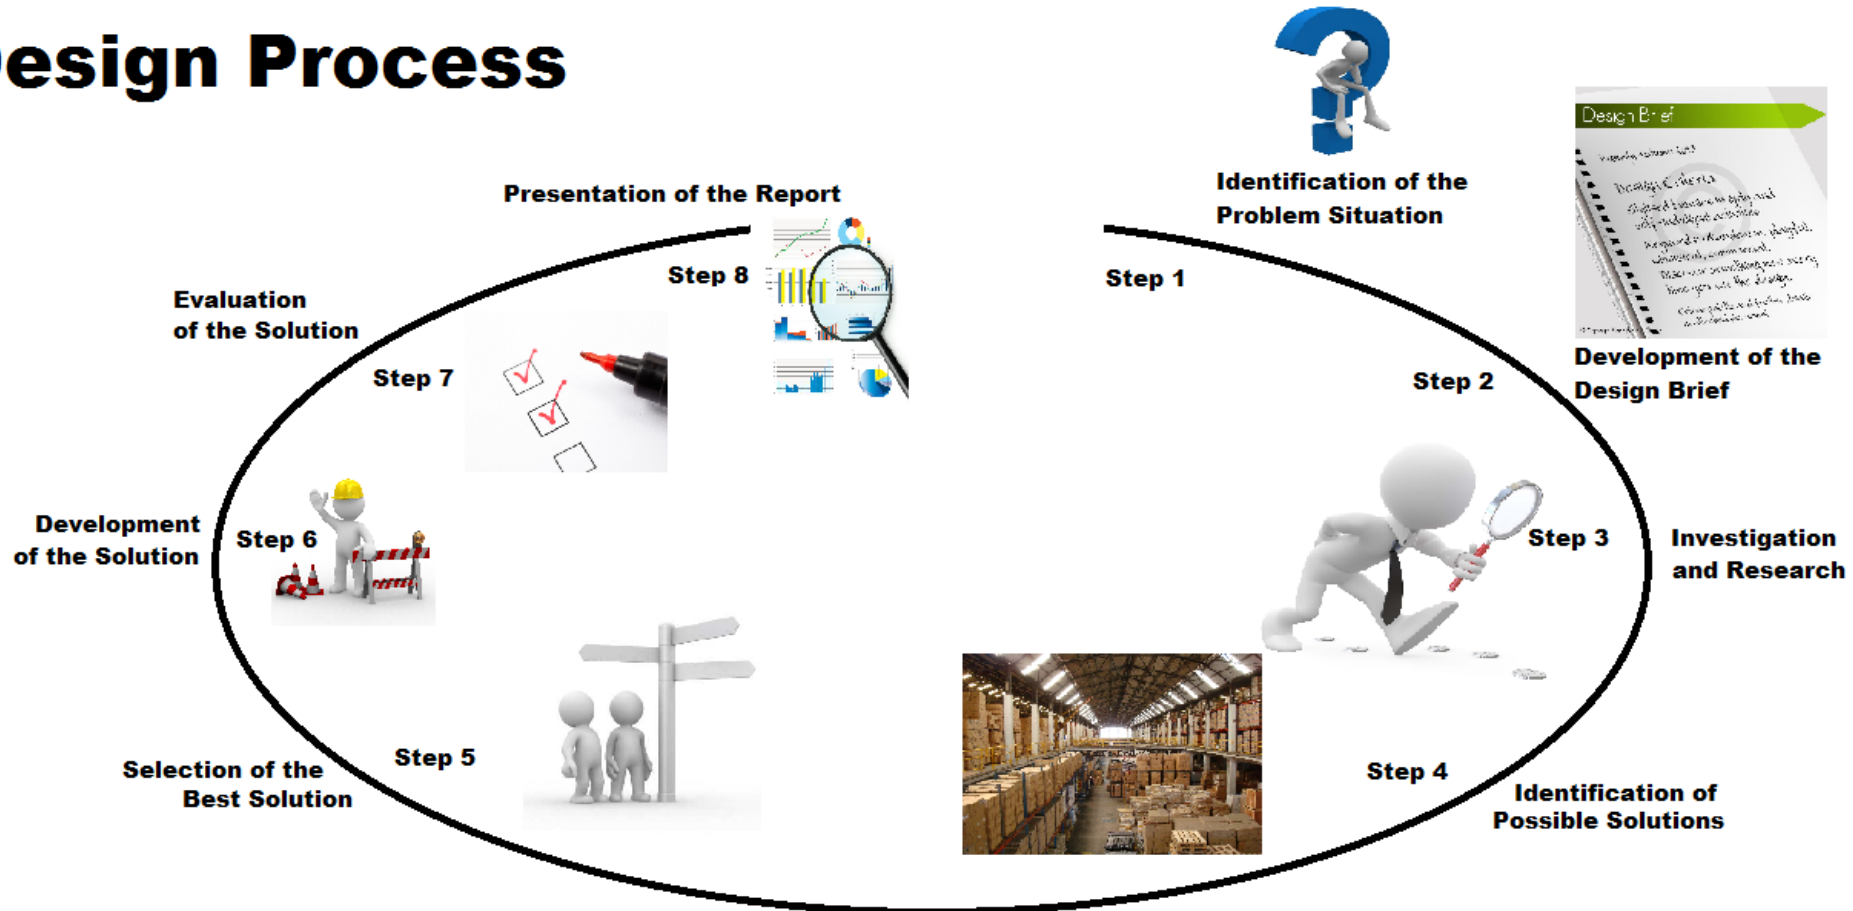 esign Process
Identification of the
Problem Situation
Step 1
Design Brief
Design Criteria
Development of the
Design Brief
Step 2
Step 3
Investigation
and Research
Step 4
Identification of
Possible Solutions
Step 5
Selection of the
Best Solution
Step 6
Development
of the Solution
Step 7
Evaluation
of the Solution
Step 8
Presentation of the Report